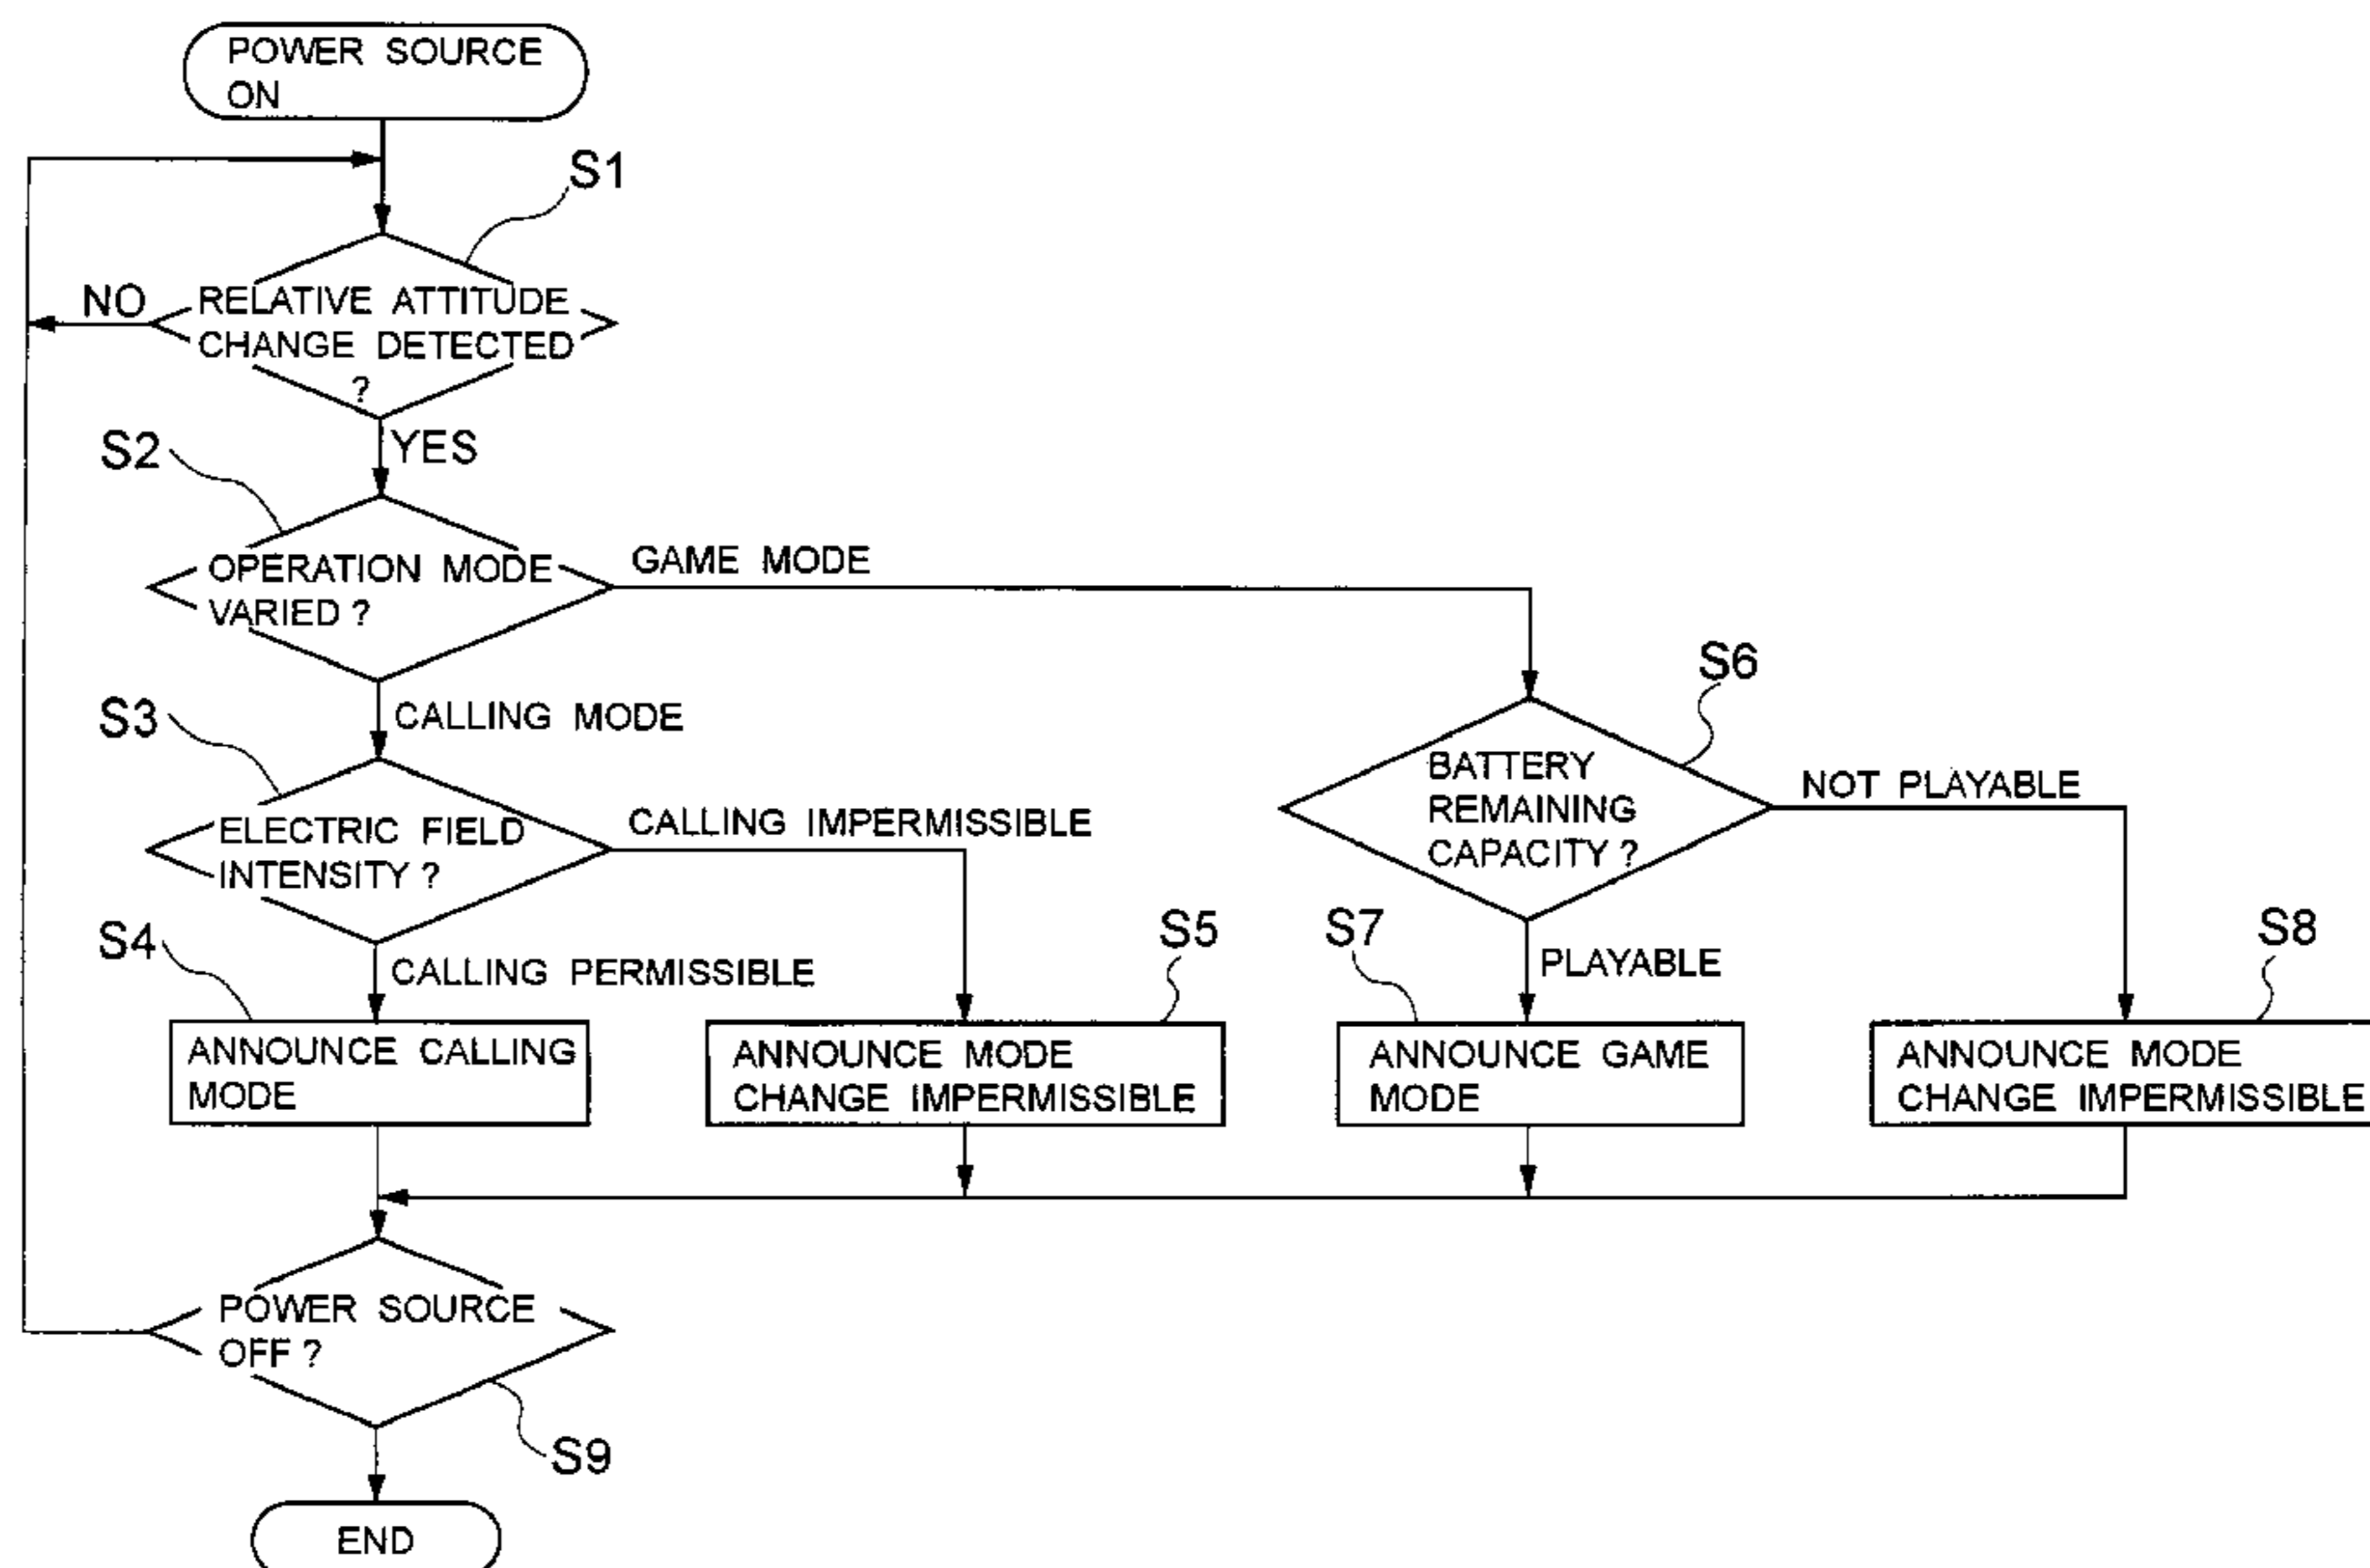 POWER SOURCE
ON
S1
NO
RELATIVE ATTITUDE
CHANGE DETECTED
?
YES
S2
OPERATION MODE
VARIED ?
GAME MODE
CALLING MODE
S3
ELECTRIC FIELD
INTENSITY ?
CALLING IMPERMISSIBLE
S6
BATTERY
REMAINING
CAPACITY ?
NOT PLAYABLE
S4
CALLING PERMISSIBLE
S5
S7
PLAYABLE
S8
ANNOUNCE CALLING
MODE
ANNOUNCE MODE
CHANGE IMPERMISSIBLE
ANNOUNCE GAME
MODE
ANNOUNCE MODE
CHANGE IMPERMISSIBLE
POWER SOURCE
OFF ?
S9
END